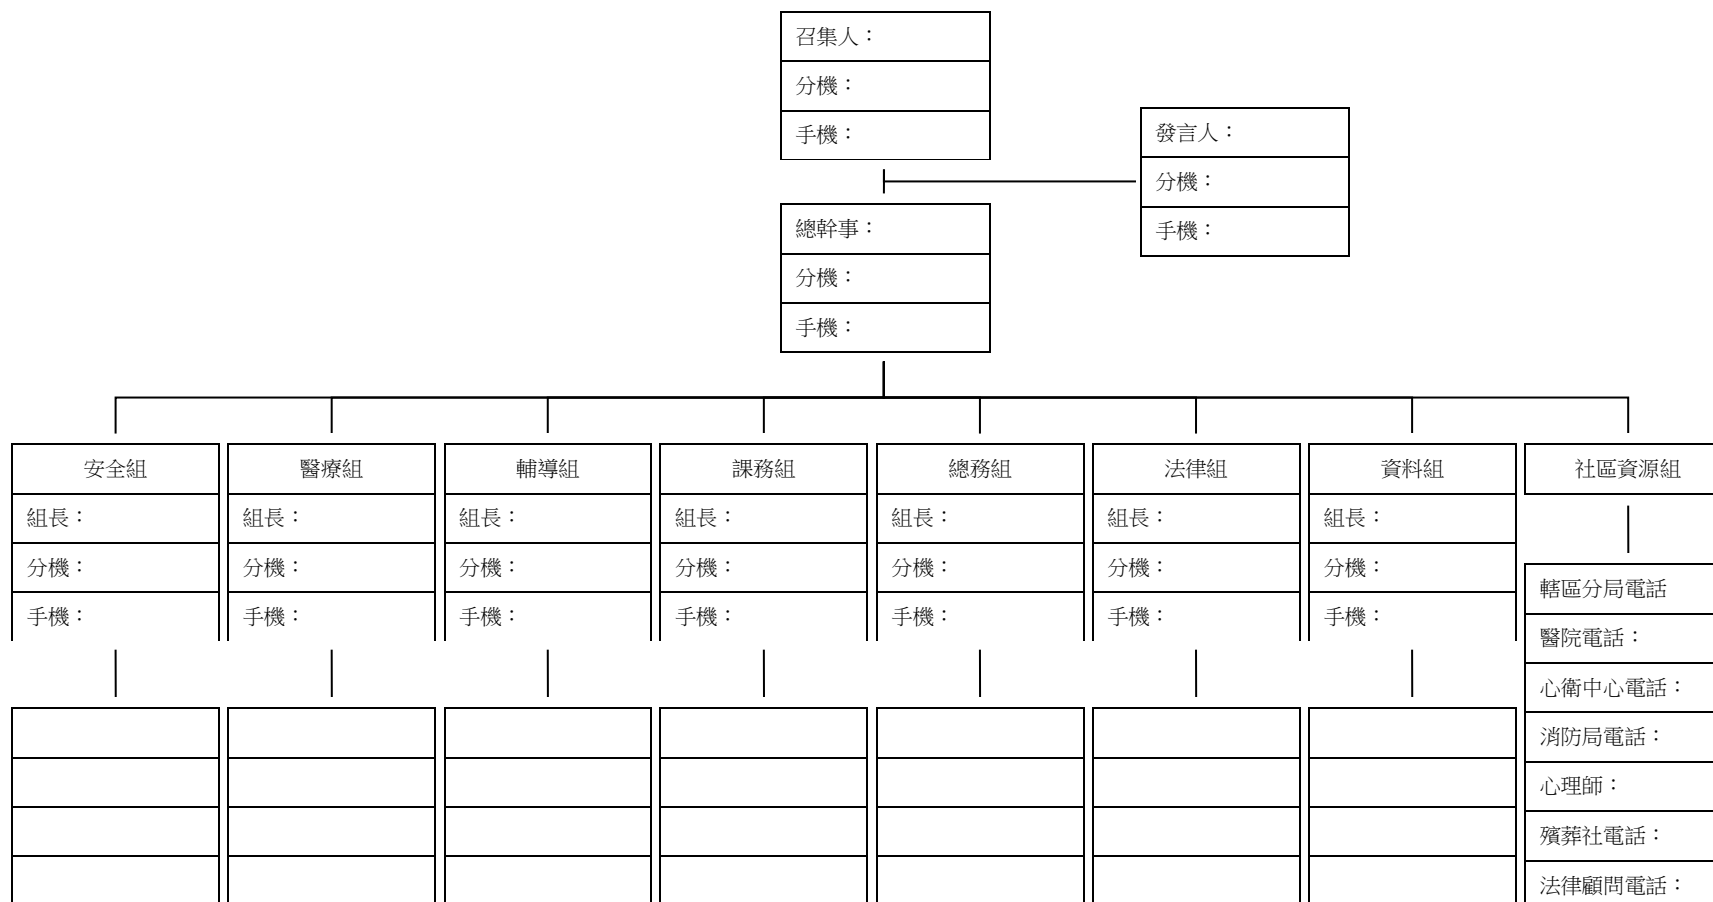 召集人：
分機：
手機：
發言人：
分機：
手機：
總幹事：
分機：
手機：
安全組
組長：
分機：
手機：
醫療組
組長：
分機：
手機：
輔導組
組長：
分機：
手機：
課務組
組長：
分機：
手機：
總務組
組長：
分機：
手機：
法律組
組長：
分機：
手機：
資料組
組長：
分機：
手機：
社區資源組
轄區分局電話
醫院電話：
心衛中心電話：
消防局電話：
心理師：
殯葬社電話：
法律顧問電話：